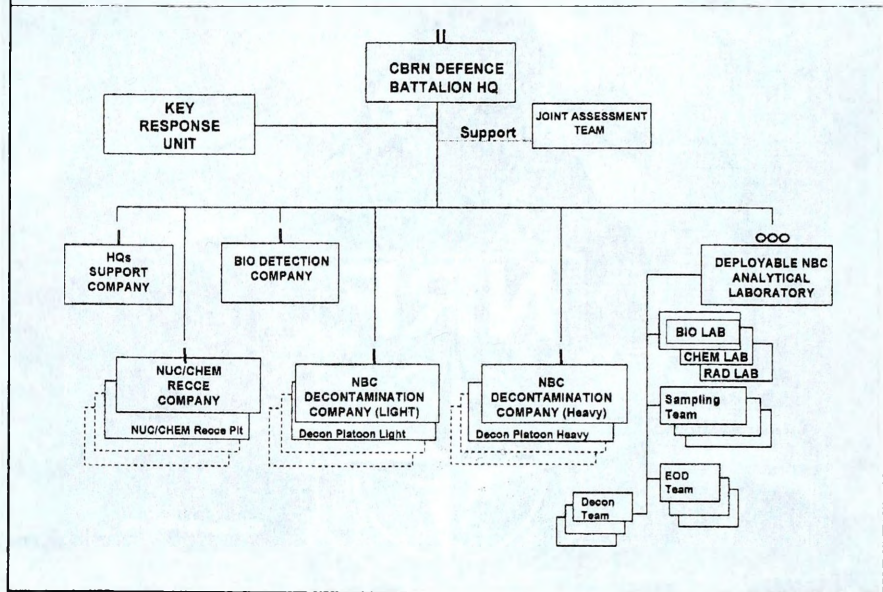 CBRN DEFENCE
BATTALION HQ
KEY
RESPONSE
UNIT
Support
JOINT ASSESSMENT
TEAM
HQs
SUPPORT
COMPANY
BIO DETECTION
COMPANY
DEPLOYABLE NBC
ANALYTICAL
LABORATORY
BIO LAB
CHEM LAB
RAD LAB
NUC/CHEM
RECCE
COMPANY
NUC/CHEM Recce Plt
NBC
DECONTAMINATION
COMPANY (LIGHT)
Decon Platoon Light
NBC
DECONTAMINATION
COMPANY (Heavy)
Decon Platoon Heavy
Sampling
Team
EOD
Team
Decon
Team